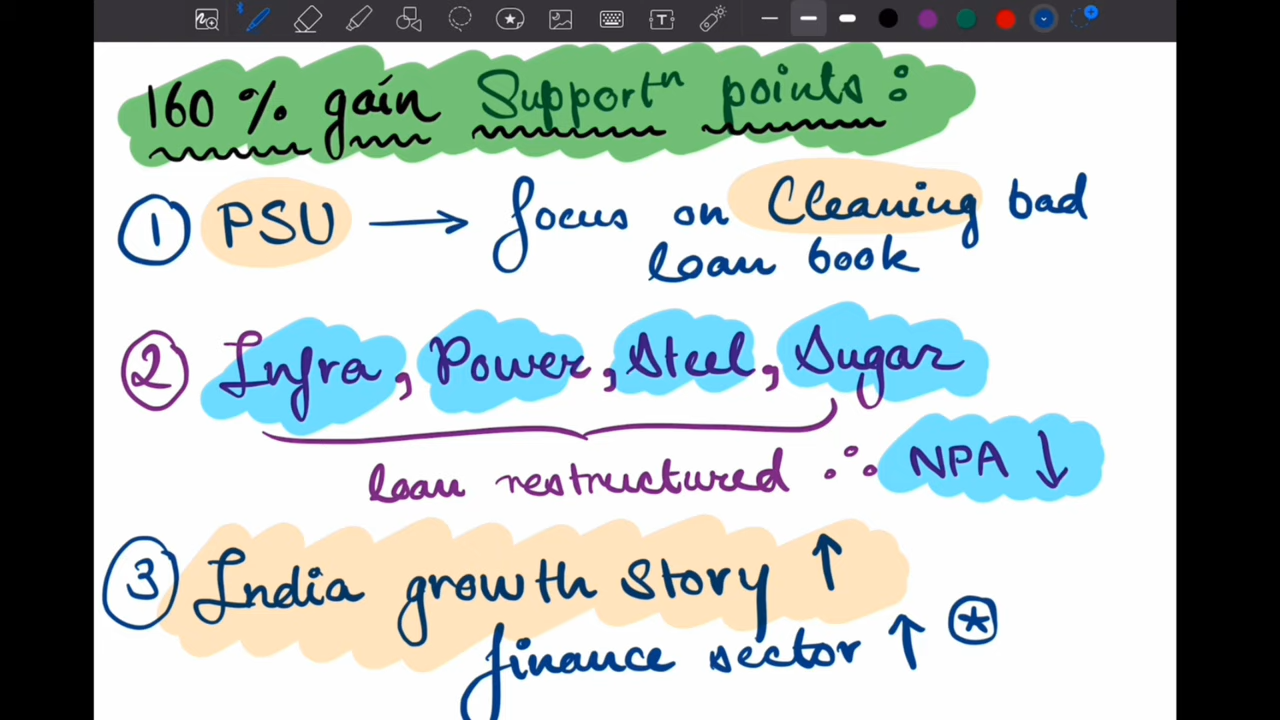 160 % gain Supportⁿ points :
① PSU → focus on Cleaning bad
loan book
② Infra, Power, Steel, Sugar
loan restructured ∴ NPA ↓
③ India growth story ↑
finance sector ↑ ⊛